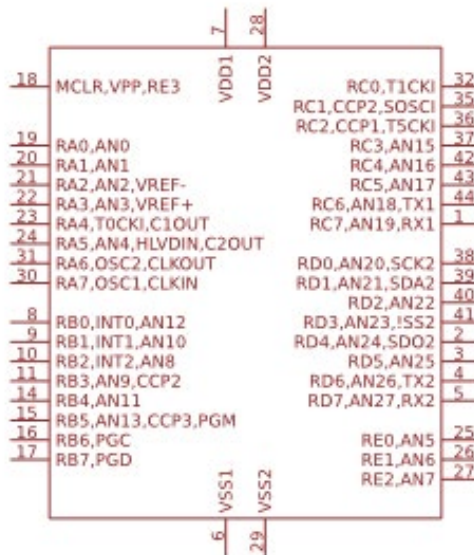 7 28
VDD1 VDD2
18 MCLR,VPP,RE3
19 RA0,AN0
20 RA1,AN1
21 RA2,AN2,VREF-
22 RA3,AN3,VREF+
23 RA4,T0CKI,C1OUT
24 RA5,AN4,HLVDIN,C2OUT
31 RA6,OSC2,CLKOUT
30 RA7,OSC1,CLKIN
8 RB0,INT0,AN12
9 RB1,INT1,AN10
10 RB2,INT2,AN8
11 RB3,AN9,CCP2
14 RB4,AN11
15 RB5,AN13,CCP3,PGM
16 RB6,PGC
17 RB7,PGD
RC0,T1CKI 32
RC1,CCP2,SOSCI 35
RC2,CCP1,T5CKI 36
RC3,AN15 37
RC4,AN16 42
RC5,AN17 43
RC6,AN18,TX1 44
RC7,AN19,RX1 1
RD0,AN20,SCK2 38
RD1,AN21,SDA2 39
RD2,AN22 40
RD3,AN23,!SS2 41
RD4,AN24,SDO2 2
RD5,AN25 3
RD6,AN26,TX2 4
RD7,AN27,RX2 5
RE0,AN5 25
RE1,AN6 26
RE2,AN7 27
VSS1 VSS2
6 29